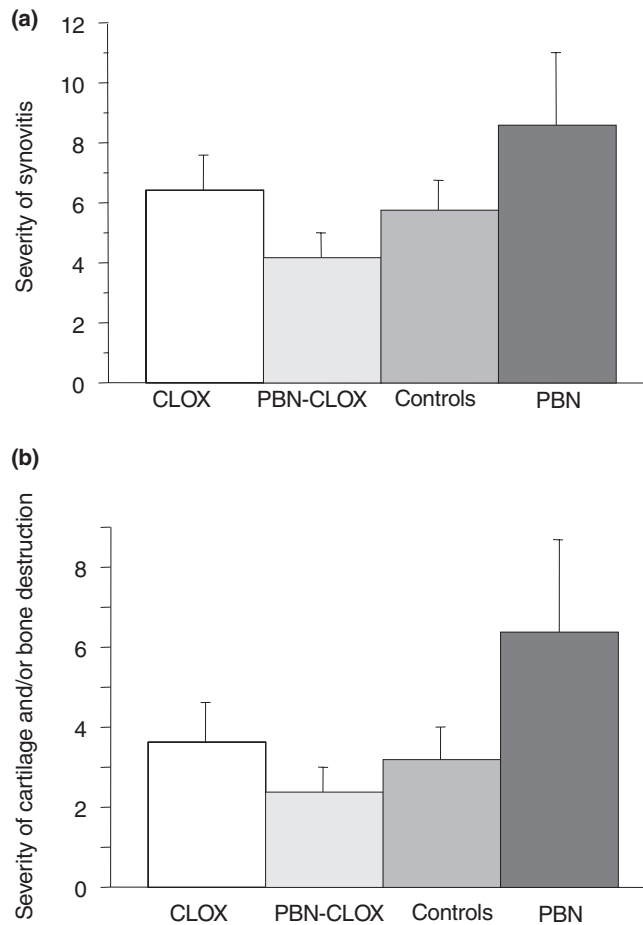 (a)
Severity of synovitis
12
10
8
6
4
2
0
CLOX PBN-CLOX Controls PBN
(b)
Severity of cartilage and/or bone destruction
8
6
4
2
0
CLOX PBN-CLOX Controls PBN